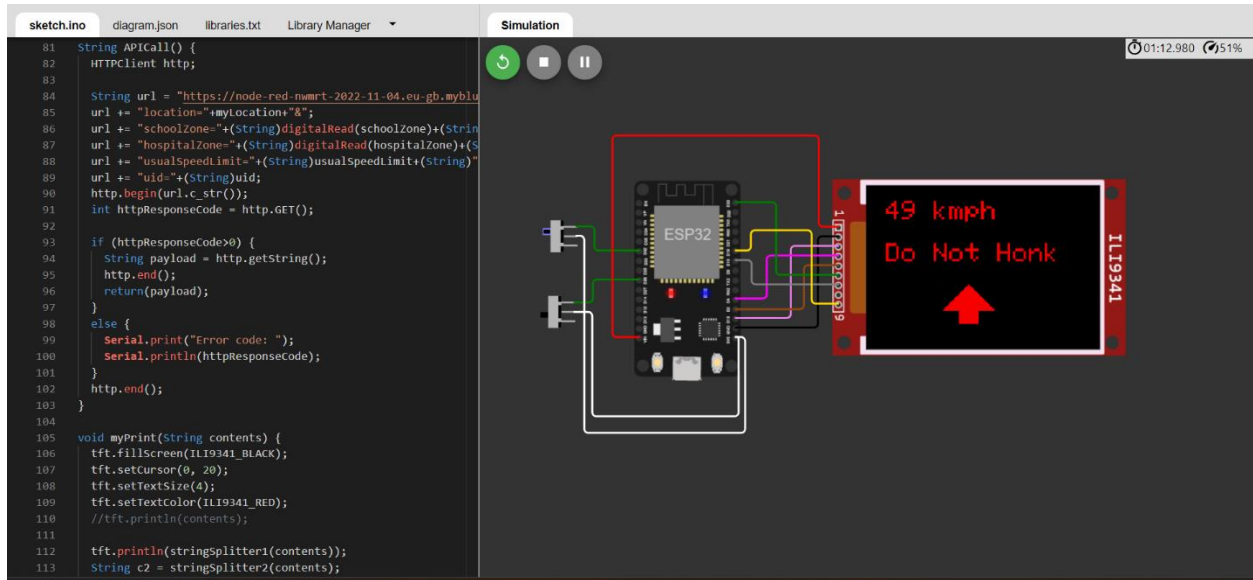 sketch.ino diagram.json libraries.txt Library Manager
81 String APICall() {
82 HTTPClient http;
83
84 String url = "https://node-red-nwmrt-2022-11-04.eu-gb.myblu
85 url += "location="+myLocation+"&";
86 url += "schoolZone="+(String)digitalRead(schoolZone)+(Strin
87 url += "hospitalZone="+(String)digitalRead(hospitalZone)+(S
88 url += "usualSpeedLimit="+(String)usualSpeedLimit+(String)"
89 url += "uid="+(String)uid;
90 http.begin(url.c_str());
91 int httpResponseCode = http.GET();
92
93 if (httpResponseCode>0) {
94 String payload = http.getString();
95 http.end();
96 return(payload);
97 }
98 else {
99 Serial.print("Error code: ");
100 Serial.println(httpResponseCode);
101 }
102 http.end();
103 }
104
105 void myPrint(String contents) {
106 tft.fillScreen(ILI9341_BLACK);
107 tft.setCursor(0, 20);
108 tft.setTextSize(4);
109 tft.setTextColor(ILI9341_RED);
110 //tft.println(contents);
111
112 tft.println(stringSplitter1(contents));
113 String c2 = stringSplitter2(contents);
Simulation
01:12.980 51%
ESP32
1
9
49 kmph
Do Not Honk
ILI9341